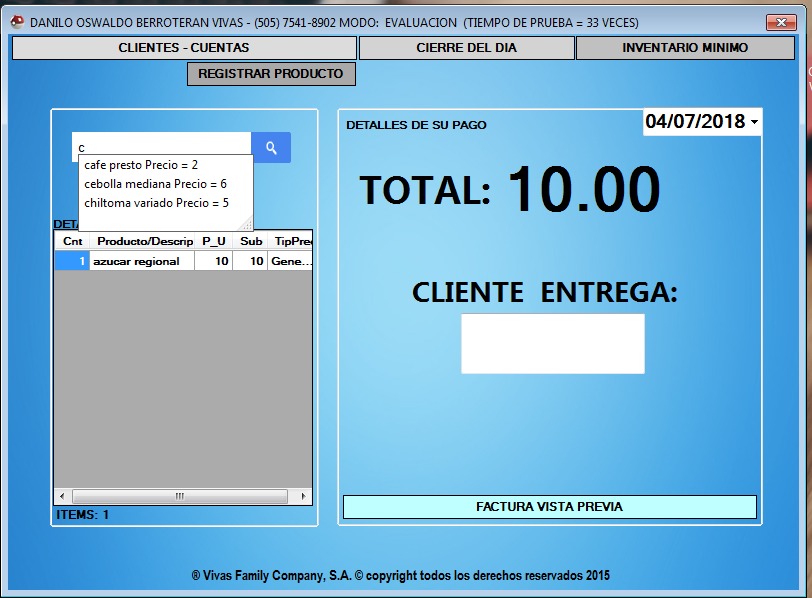 DANILO OSWALDO BERROTERAN VIVAS - (505) 7541-8902 MODO: EVALUACION (TIEMPO DE PRUEBA = 33 VECES)
CLIENTES - CUENTAS
CIERRE DEL DIA
INVENTARIO MINIMO
REGISTRAR PRODUCTO
c
cafe presto Precio = 2
cebolla mediana Precio = 6
chiltoma variado Precio = 5
Cnt Producto/Descrip P_U Sub TipPre
1 azucar regional 10 10 Gene...
ITEMS: 1
DETALLES DE SU PAGO
04/07/2018
TOTAL: 10.00
CLIENTE ENTREGA:
FACTURA VISTA PREVIA
® Vivas Family Company, S.A. © copyright todos los derechos reservados 2015